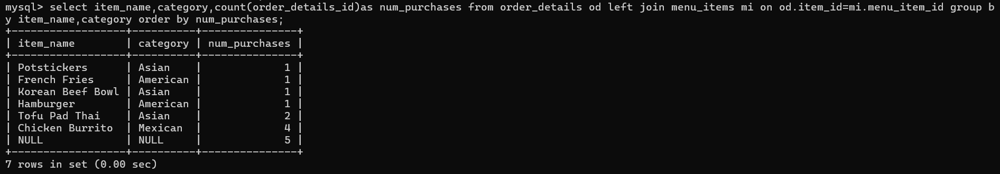 mysql> select item_name,category,count(order_details_id)as num_purchases from order_details od left join menu_items mi on od.item_id=mi.menu_item_id group b
y item_name,category order by num_purchases;
+------------------+----------+---------------+
| item_name        | category | num_purchases |
+------------------+----------+---------------+
| Potstickers      | Asian    |             1 |
| French Fries     | American |             1 |
| Korean Beef Bowl | Asian    |             1 |
| Hamburger        | American |             1 |
| Tofu Pad Thai    | Asian    |             2 |
| Chicken Burrito  | Mexican  |             4 |
| NULL             | NULL     |             5 |
+------------------+----------+---------------+
7 rows in set (0.00 sec)